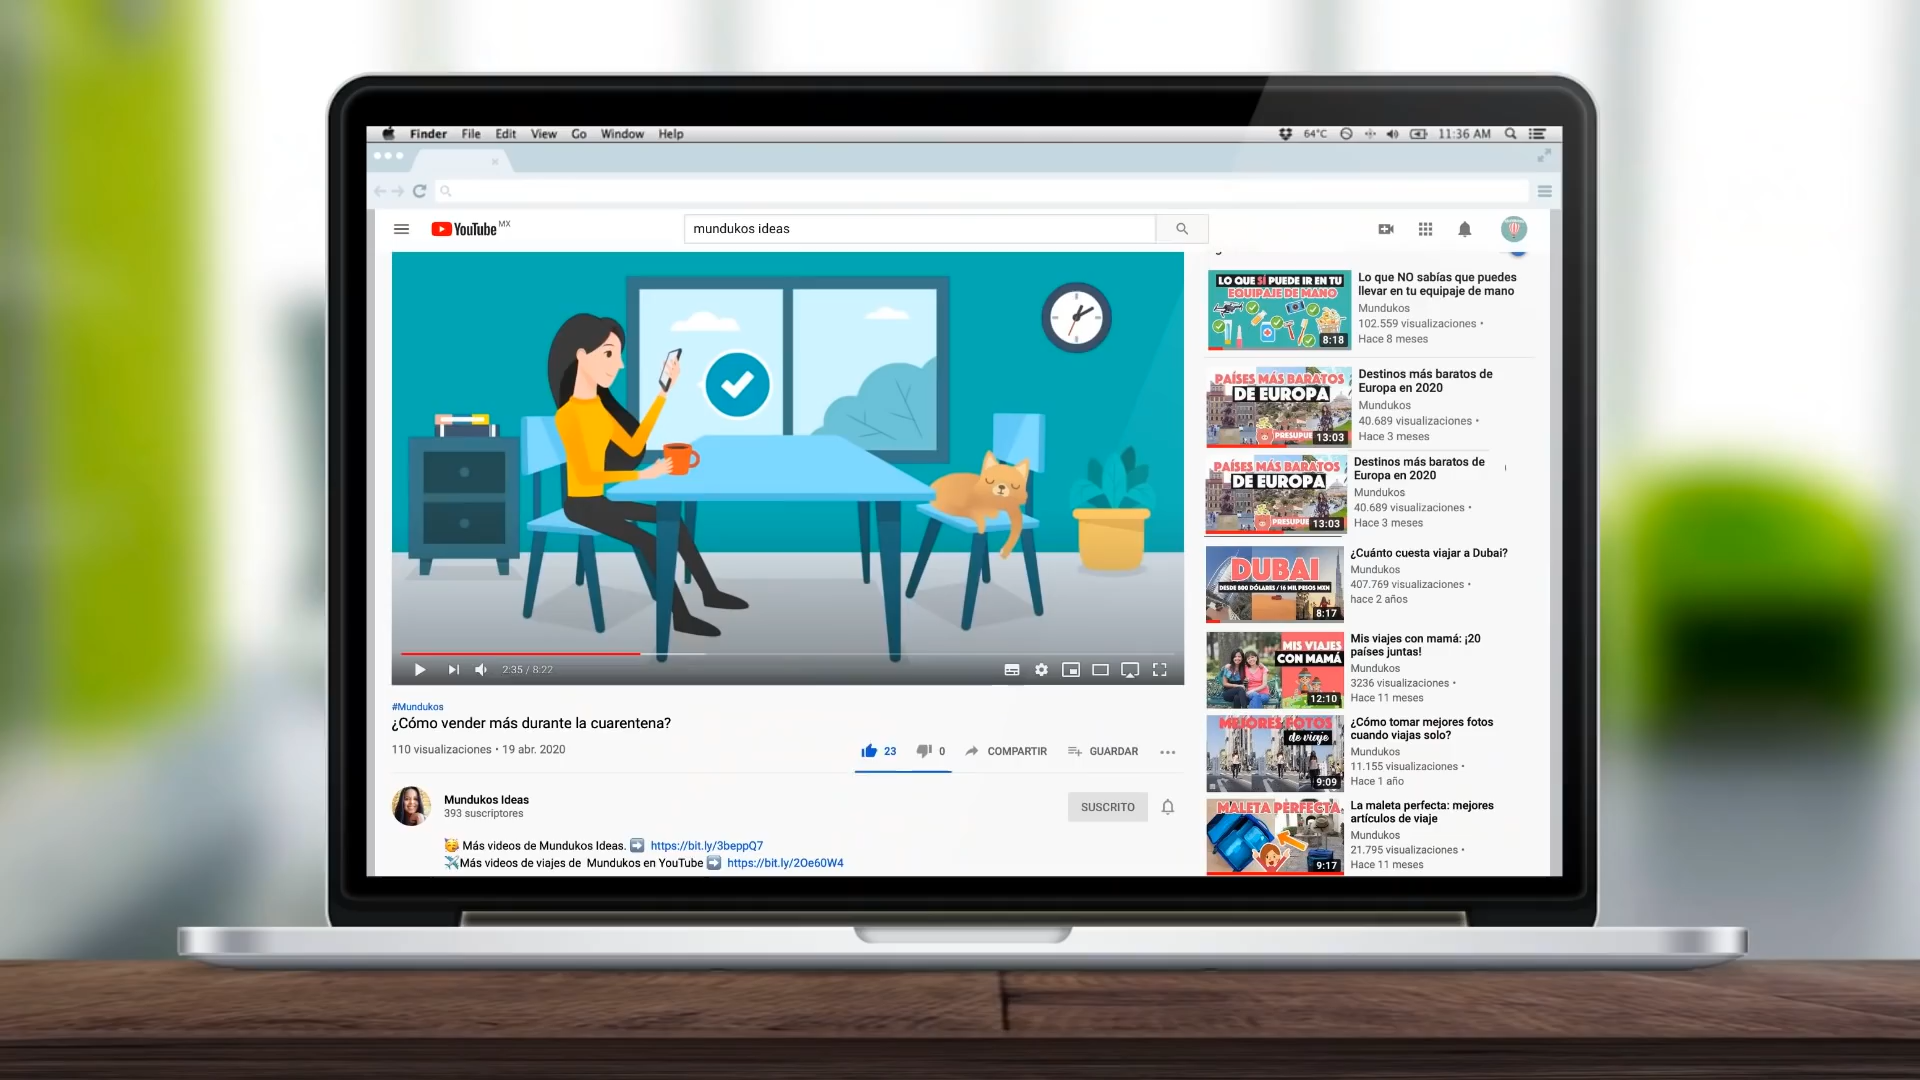 Finder File Edit View Go Window Help
64°C 11:36 AM
YouTube MX
mundukos ideas
2:35 / 8:22
#Mundukos
¿Cómo vender más durante la cuarentena?
110 visualizaciones • 19 abr. 2020
23 0 COMPARTIR GUARDAR
Mundukos Ideas
393 suscriptores
SUSCRITO
Más videos de Mundukos Ideas. https://bit.ly/3beppQ7
Más videos de viajes de Mundukos en YouTube https://bit.ly/2Oe60W4
LO QUE SÍ PUEDE IR EN TU
EQUIPAJE DE MANO
8:18
Lo que NO sabías que puedes
llevar en tu equipaje de mano
Mundukos
102.559 visualizaciones •
Hace 8 meses
PAÍSES MÁS BARATOS
DE EUROPA
PRESUPUE
13:03
Destinos más baratos de
Europa en 2020
Mundukos
40.689 visualizaciones •
Hace 3 meses
PAÍSES MÁS BARATOS
DE EUROPA
PRESUPUE
13:03
Destinos más baratos de
Europa en 2020
Mundukos
40.689 visualizaciones •
Hace 3 meses
DUBAI
DESDE 800 DÓLARES / 16 MIL PESOS MXN
8:17
¿Cuánto cuesta viajar a Dubai?
Mundukos
407.769 visualizaciones •
hace 2 años
MIS VIAJES
CON MAMÁ
12:10
Mis viajes con mamá: ¡20
países juntas!
Mundukos
3236 visualizaciones •
Hace 11 meses
MEJORES FOTOS
de viaje
9:09
¿Cómo tomar mejores fotos
cuando viajas solo?
Mundukos
11.155 visualizaciones •
Hace 1 año
MALETA PERFECTA
9:17
La maleta perfecta: mejores
artículos de viaje
Mundukos
21.795 visualizaciones •
Hace 11 meses